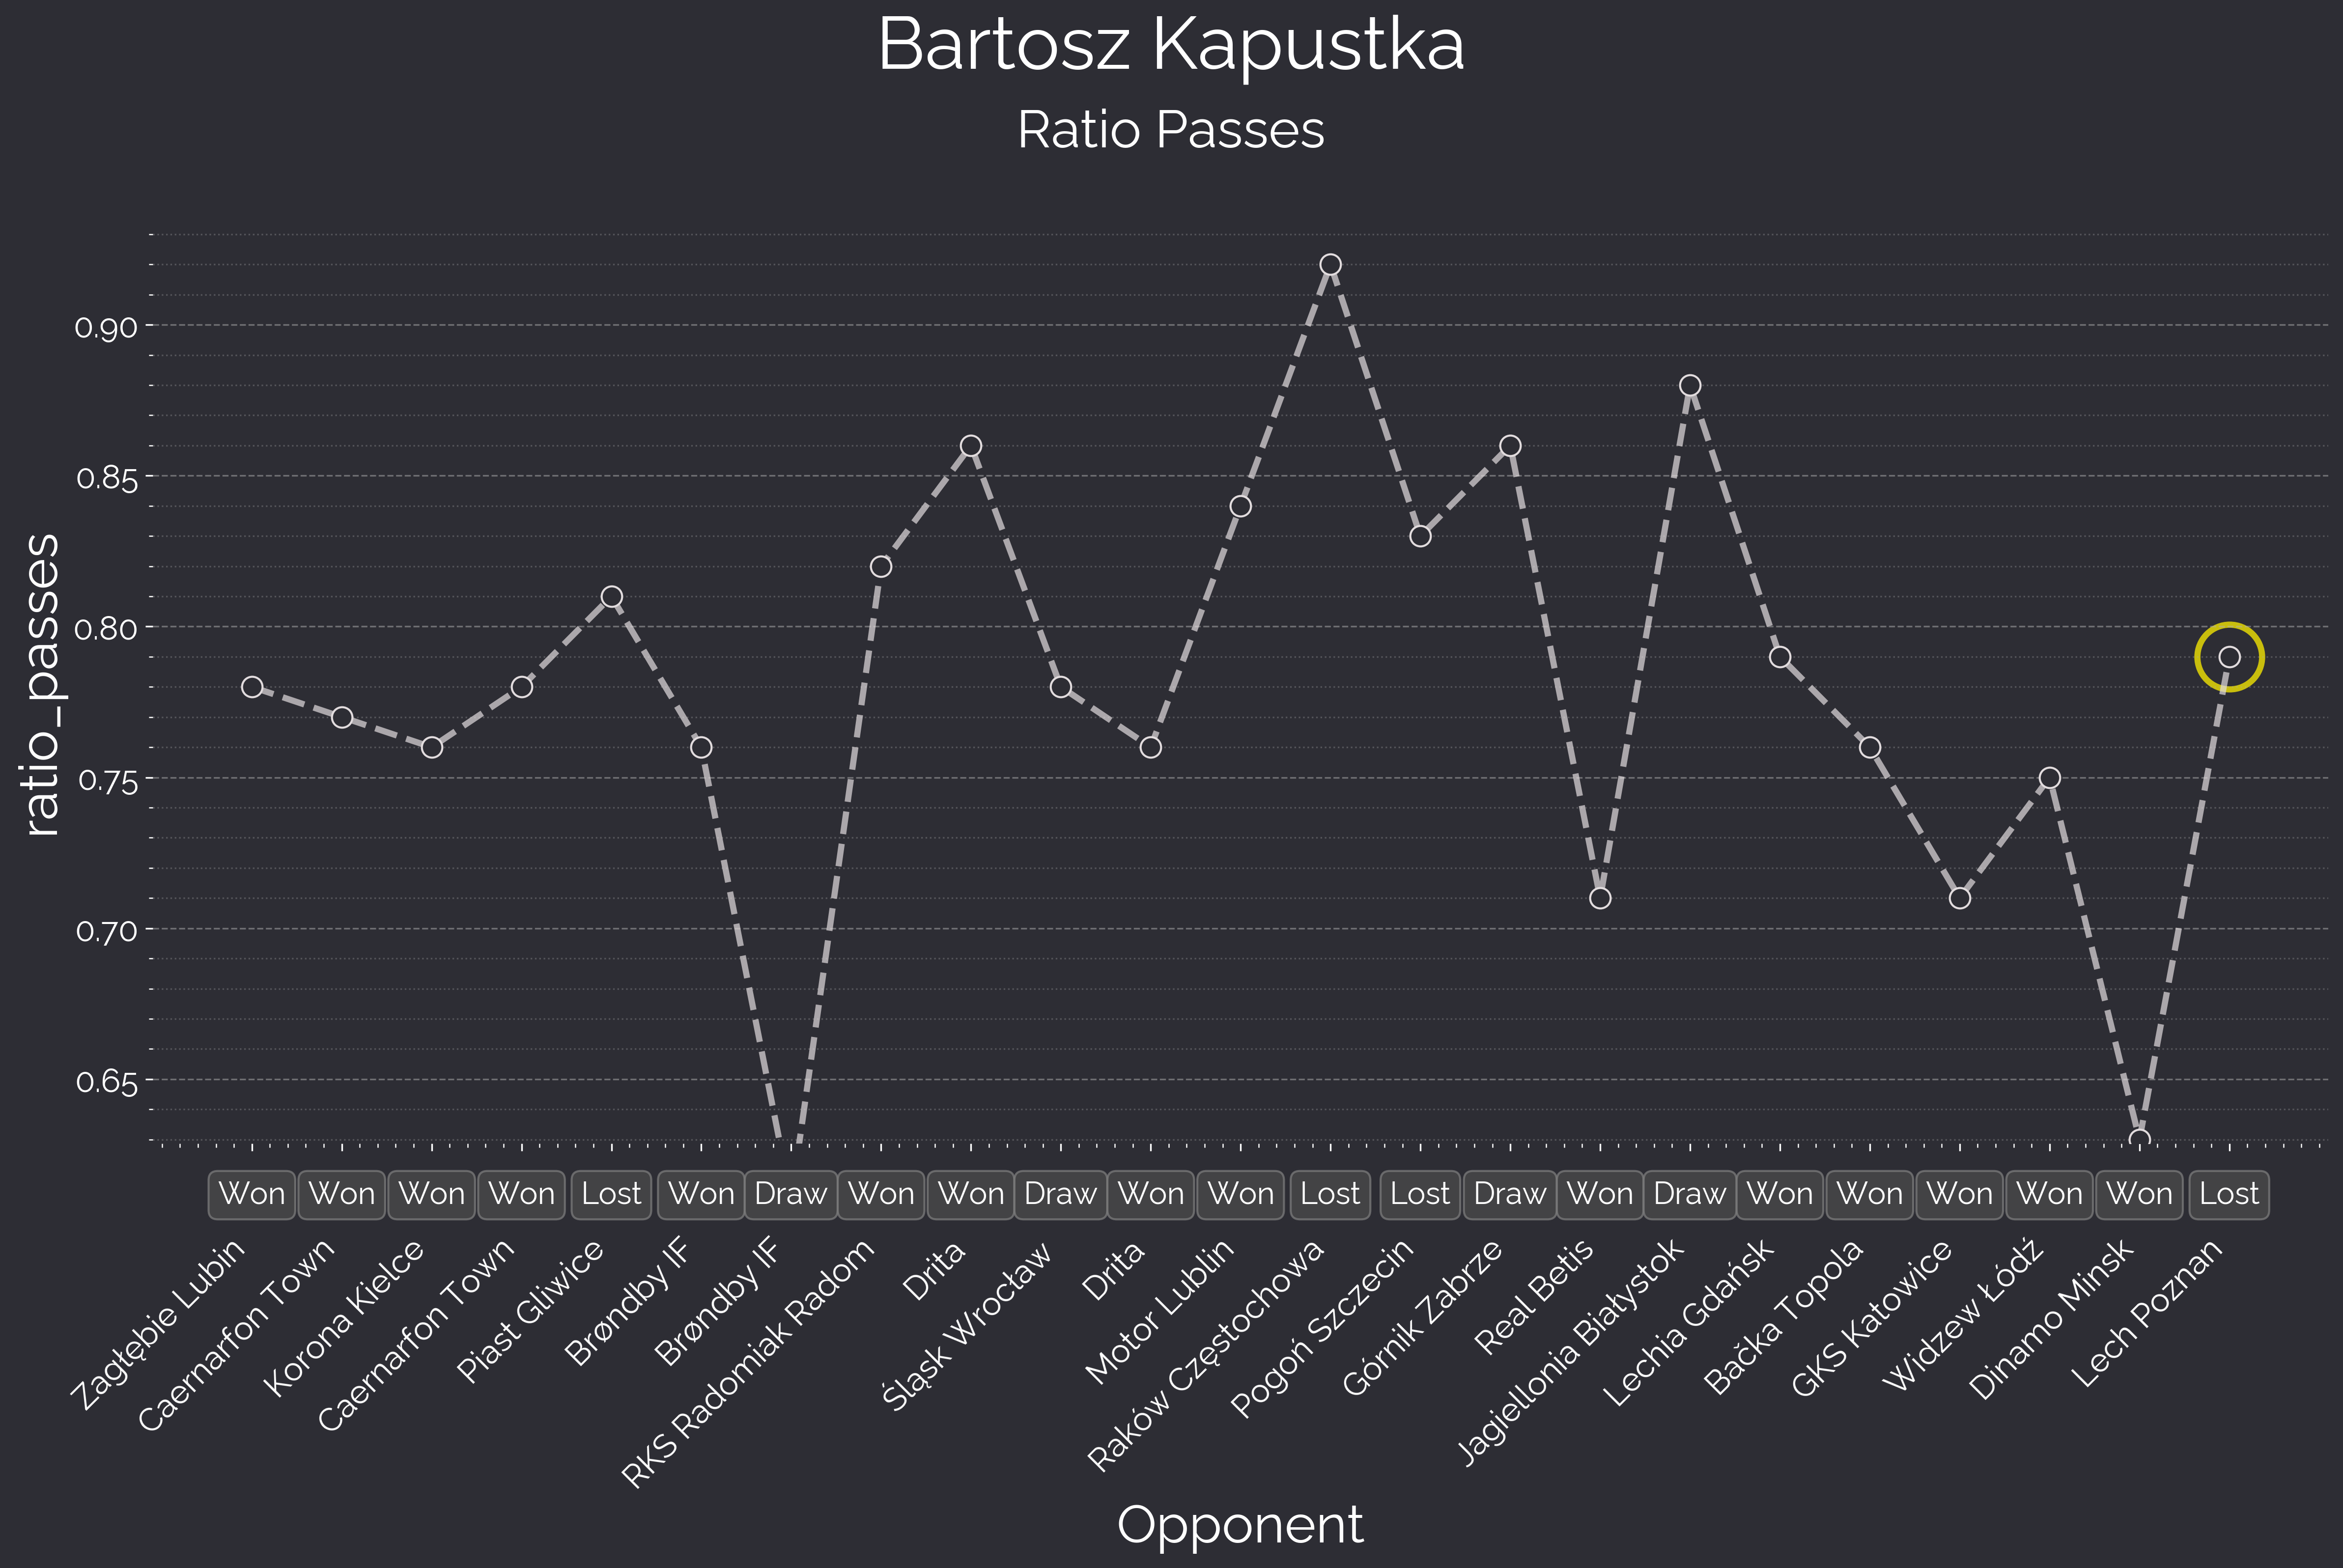 Bartosz Kapustka
Ratio Passes
ratio_passes
0.90
0.85
0.80
0.75
0.70
0.65
Won Won Won Won Lost Won Draw Won Won Draw Won Won Lost Lost Draw Won Draw Won Won Won Won Won Lost
Zagłębie Lubin
Caernarfon Town
Korona Kielce
Caernarfon Town
Piast Gliwice
Brøndby IF
Brøndby IF
RKS Radomiak Radom
Drita
Śląsk Wrocław
Drita
Motor Lublin
Raków Częstochowa
Pogoń Szczecin
Górnik Zabrze
Real Betis
Jagiellonia Białystok
Lechia Gdańsk
Bačka Topola
GKS Katowice
Widzew Łódź
Dinamo Minsk
Lech Poznan
Opponent